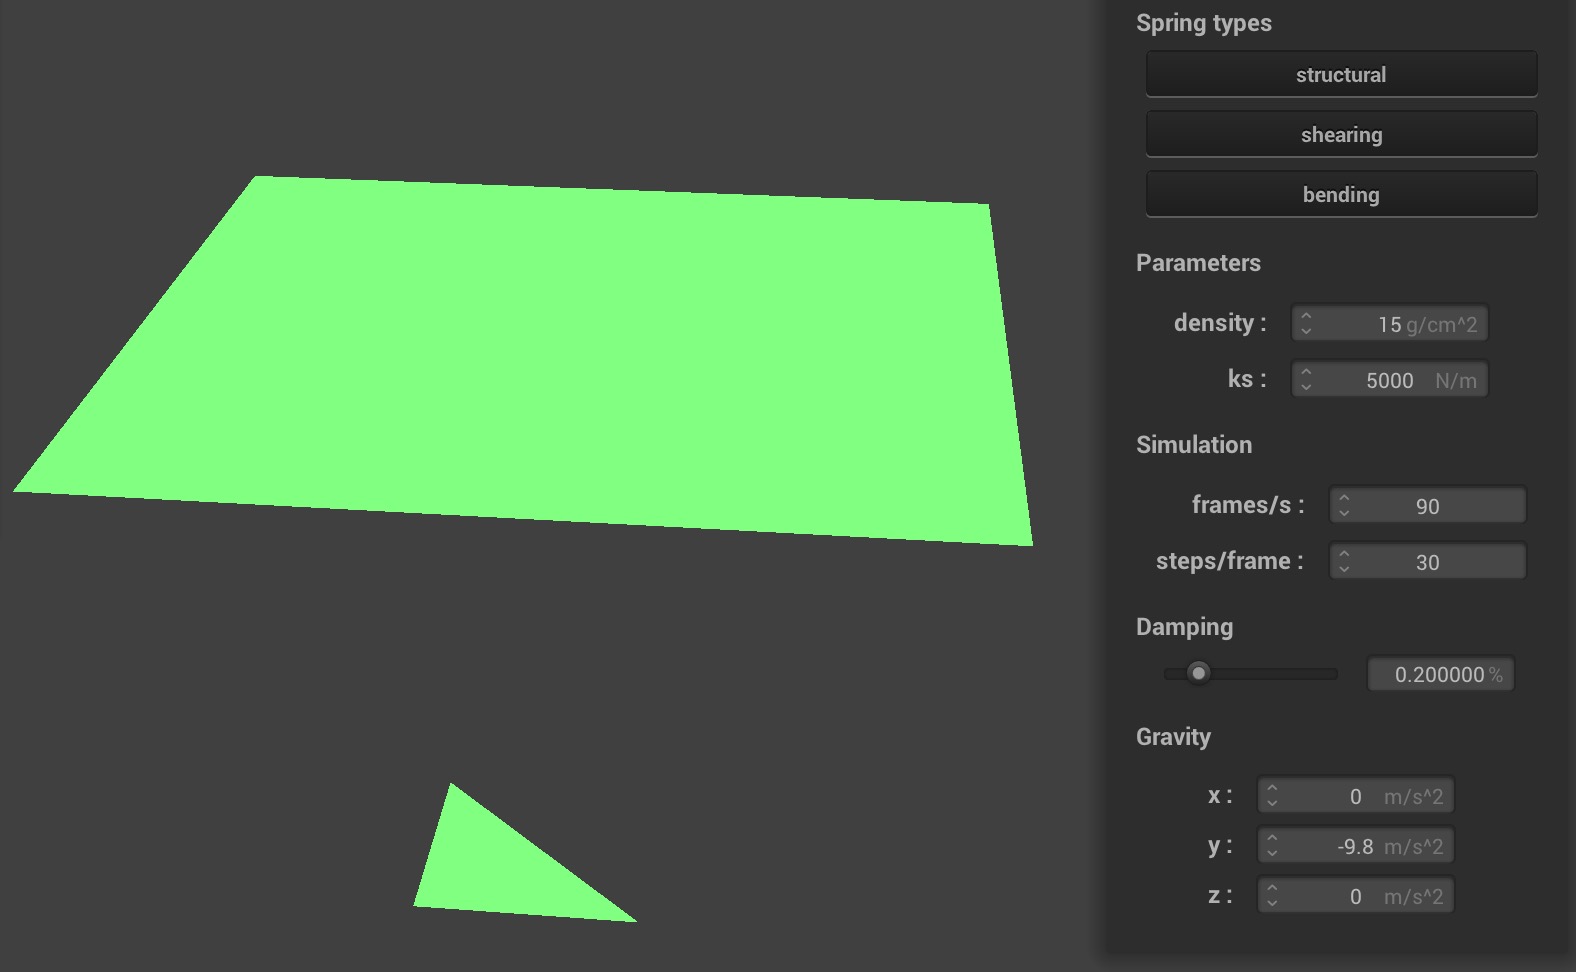 Spring types
structural
shearing
bending
Parameters
density : 15 g/cm^2
ks : 5000 N/m
Simulation
frames/s : 90
steps/frame : 30
Damping
0.200000 %
Gravity
x : 0 m/s^2
y : -9.8 m/s^2
z : 0 m/s^2